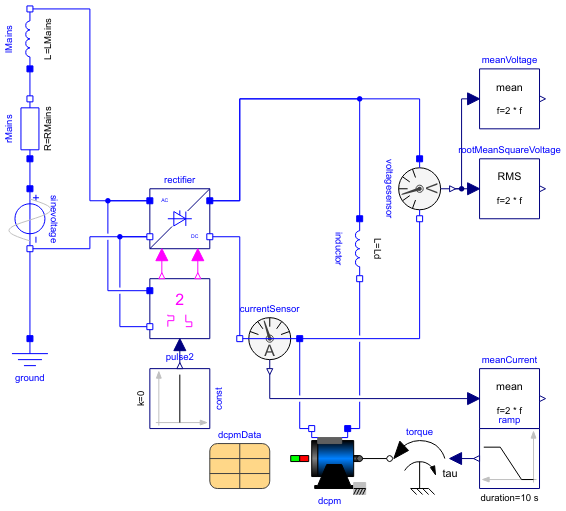 meanVoltage
mean
f=2 * f
rootMeanSquareVoltage
RMS
f=2 * f
lMains
L=LMains
rMains
R=RMains
sinevoltage
+
-
ground
rectifier
AC
DC
2
pulse2
k=0
const
voltagesensor
V
inductor
L=Ld
currentSensor
A
meanCurrent
mean
f=2 * f
ramp
duration=10 s
dcpmData
dcpm
torque
tau